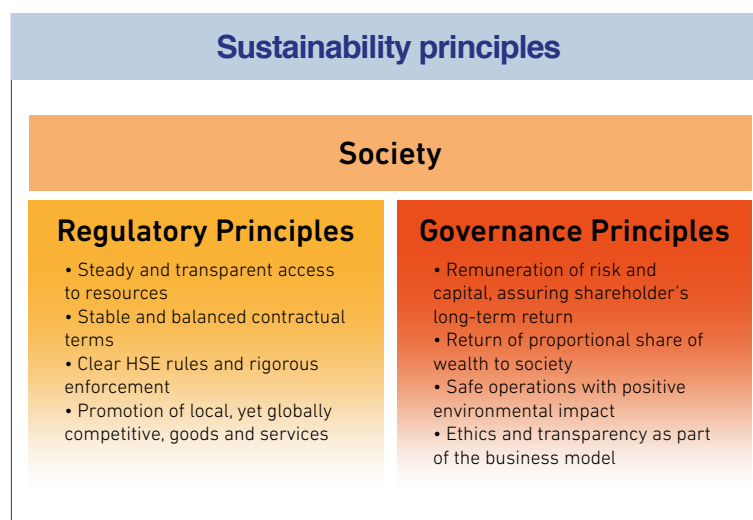 Sustainability principles
Society
Regulatory Principles
• Steady and transparent access
to resources
• Stable and balanced contractual
terms
• Clear HSE rules and rigorous
enforcement
• Promotion of local, yet globally
competitive, goods and services
Governance Principles
• Remuneration of risk and
capital, assuring shareholder's
long-term return
• Return of proportional share of
wealth to society
• Safe operations with positive
environmental impact
• Ethics and transparency as part
of the business model